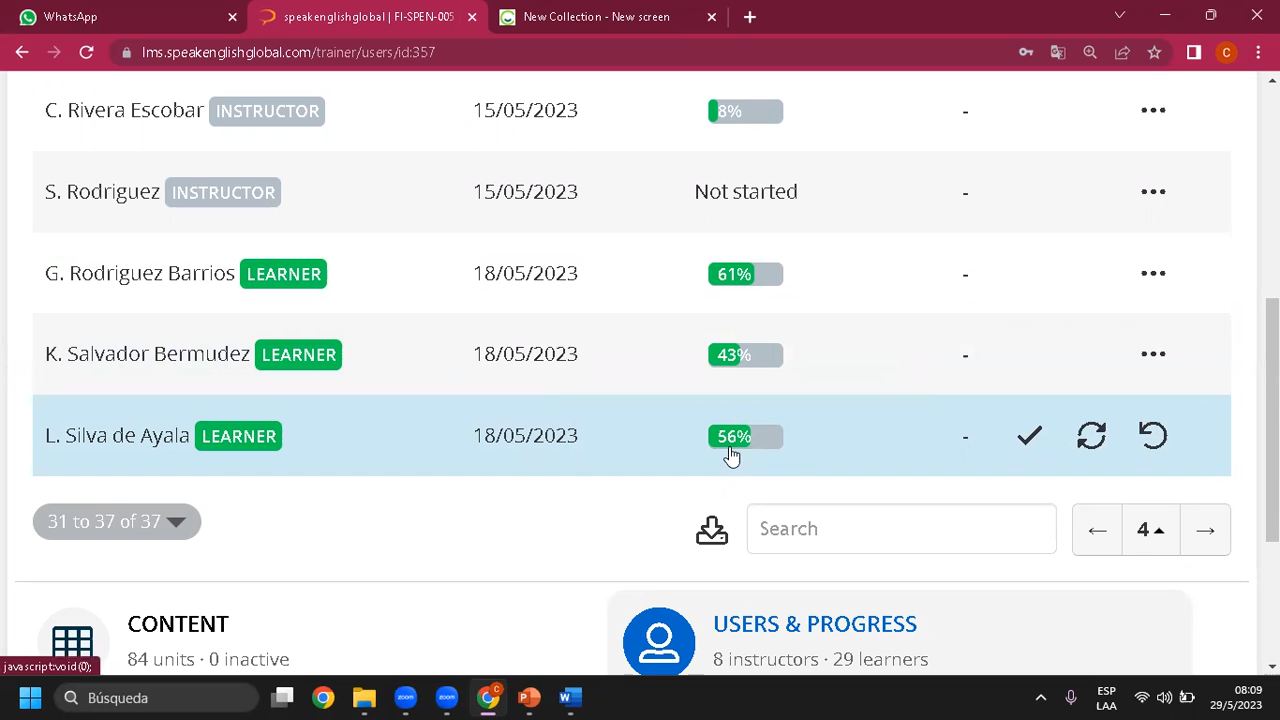 WhatsApp
speakenglishglobal | FI-SPEN-005
New Collection - New screen
lms.speakenglishglobal.com/trainer/users/id:357
C
C. Rivera Escobar INSTRUCTOR 15/05/2023 8% -
S. Rodriguez INSTRUCTOR 15/05/2023 Not started -
G. Rodriguez Barrios LEARNER 18/05/2023 61% -
K. Salvador Bermudez LEARNER 18/05/2023 43% -
L. Silva de Ayala LEARNER 18/05/2023 56% -
31 to 37 of 37
Search
4
CONTENT
84 units · 0 inactive
USERS & PROGRESS
8 instructors · 29 learners
javascript:void(0);
Búsqueda
ESP
LAA
08:09
29/5/2023